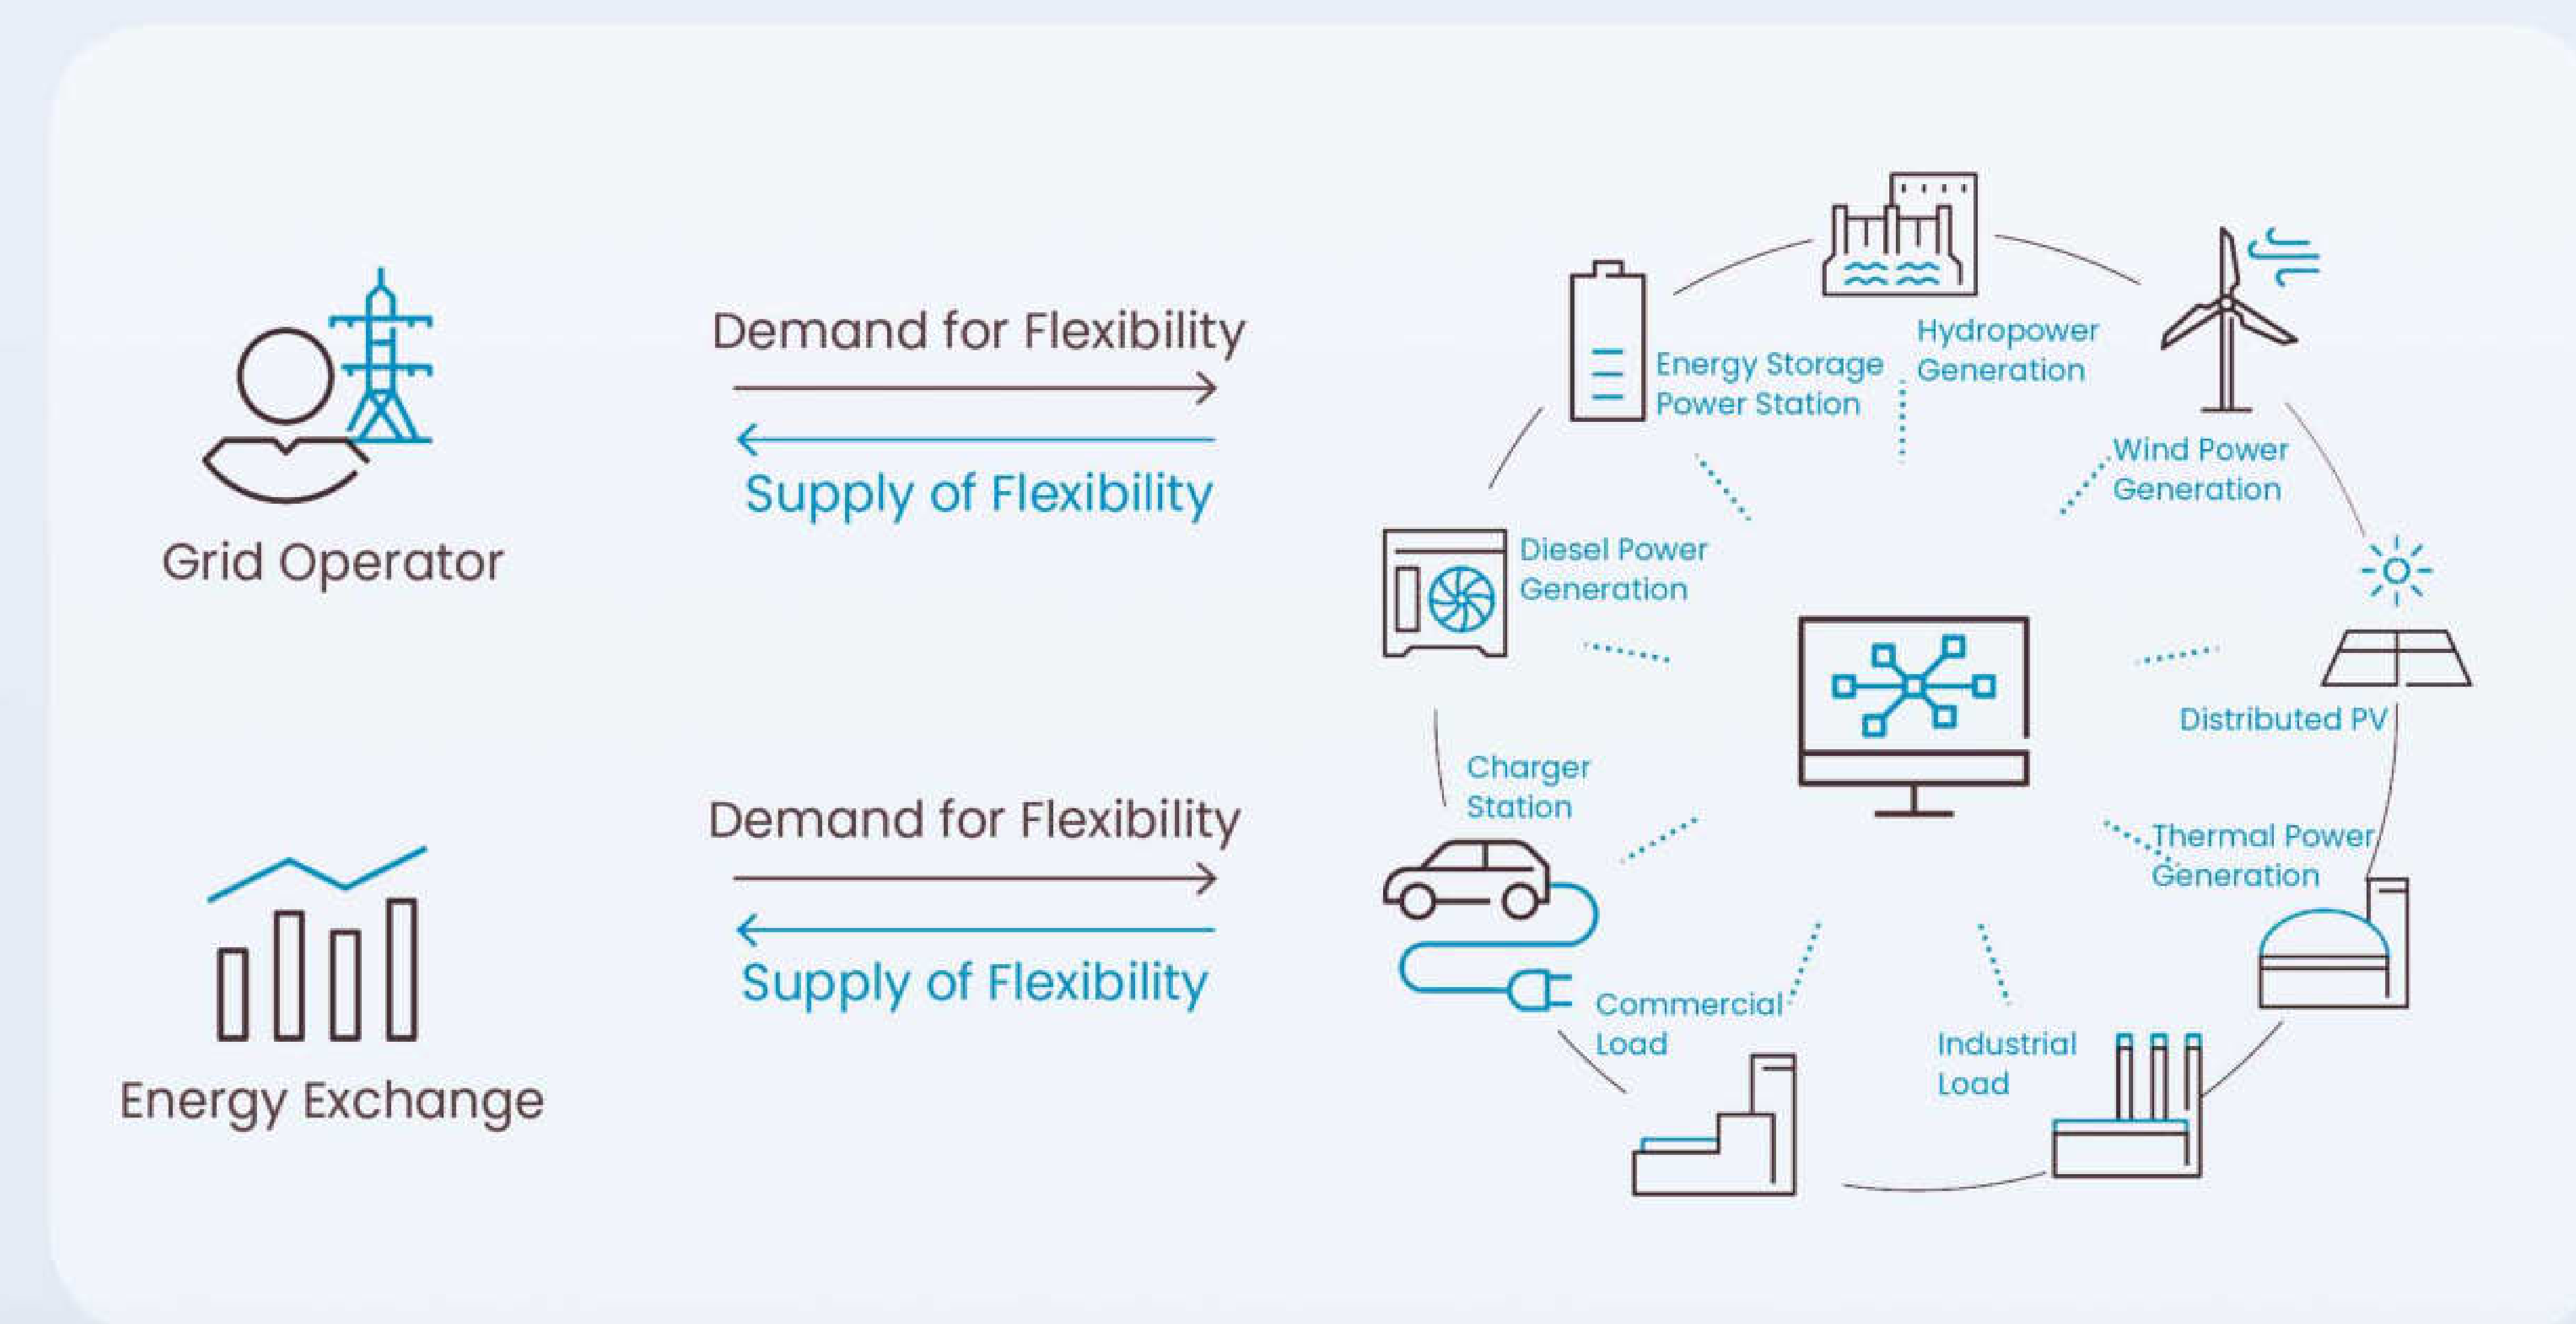 Demand for Flexibility
Supply of Flexibility
Grid Operator
Demand for Flexibility
Supply of Flexibility
Energy Exchange
Hydropower
Generation
Energy Storage
Power Station
Wind Power
Generation
Diesel Power
Generation
Distributed PV
Charger
Station
Thermal Power
Generation
Commercial
Load
Industrial
Load